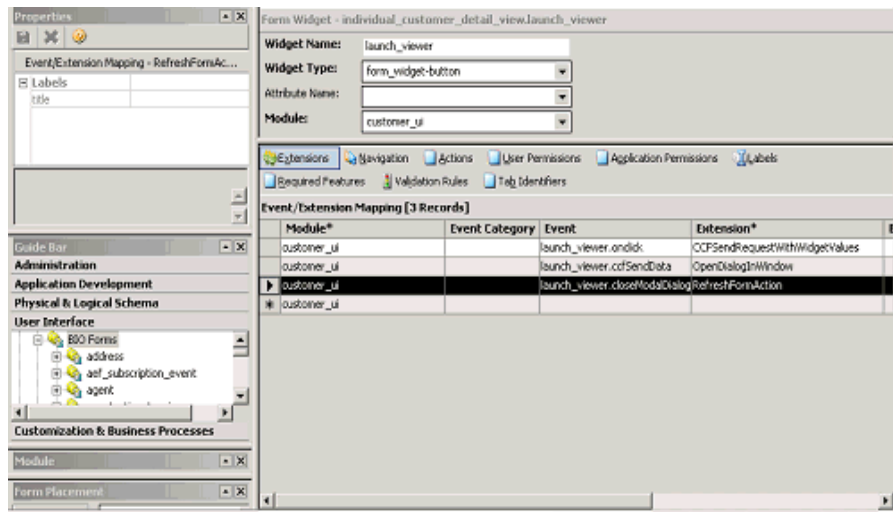 Properties
Event/Extension Mapping - RefreshFormAc...
Labels
title
Guide Bar
Administration
Application Development
Physical & Logical Schema
User Interface
BIO Forms
address
aef_subscription_event
agent
Customization & Business Processes
Module
Form Placement
Form Widget - individual_customer_detail_view.launch_viewer
Widget Name: launch_viewer
Widget Type: form_widget-button
Attribute Name:
Module: customer_ui
Extensions Navigation Actions User Permissions Application Permissions Labels
Required Features Validation Rules Tab Identifiers
Event/Extension Mapping [3 Records]
Module* Event Category Event Extension* E
customer_ui launch_viewer.onclick CCFSendRequestWithWidgetValues
customer_ui launch_viewer.ccfSendData OpenDialogInWindow
customer_ui launch_viewer.closeModalDialog RefreshFormAction
customer_ui